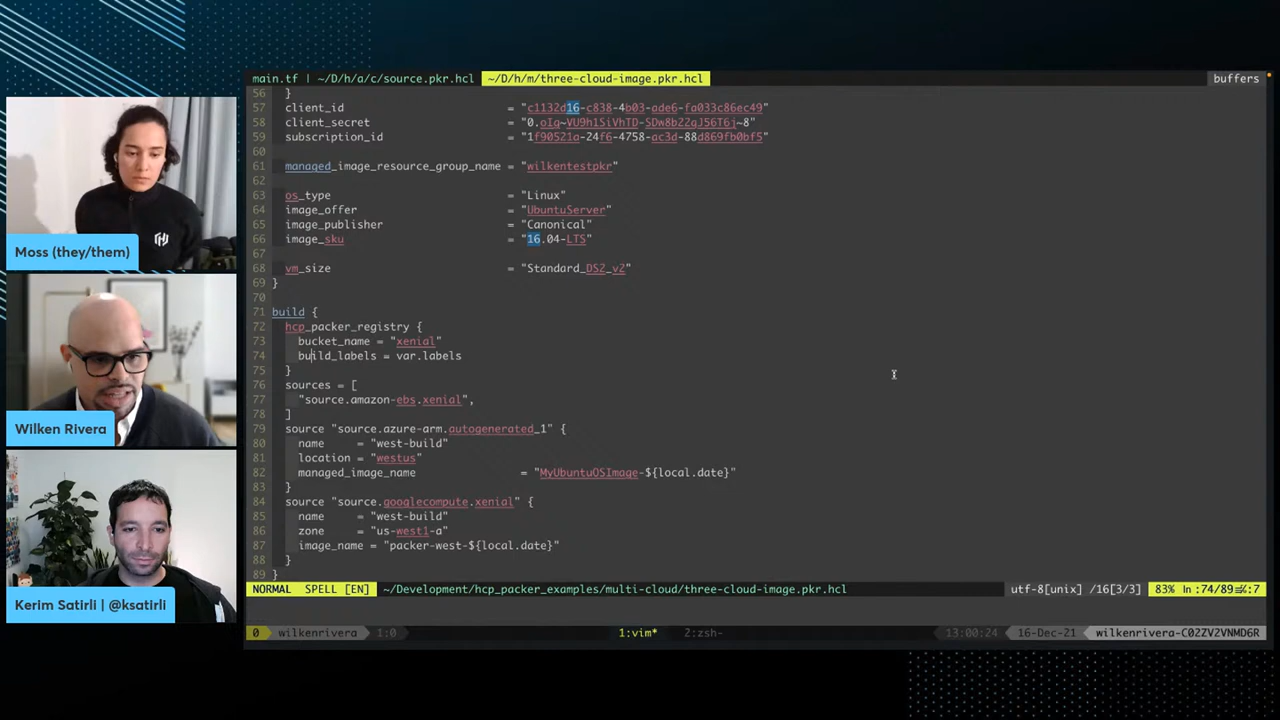 main.tf | ~/D/h/a/c/source.pkr.hcl ~/D/h/m/three-cloud-image.pkr.hcl buffers
56 }
57 client_id = "c1132d16-c838-4b03-ade6-fa033c86ec49"
58 client_secret = "0.oIq~VU9h1SiVhTD-SDw8b22gJ56T6j~8"
59 subscription_id = "1f90521a-24f6-4758-ac3d-88d869fb0bf5"
60
61 managed_image_resource_group_name = "wilkentestpkr"
62
63 os_type = "Linux"
64 image_offer = "UbuntuServer"
65 image_publisher = "Canonical"
66 image_sku = "16.04-LTS"
67
68 vm_size = "Standard_DS2_v2"
69 }
70
71 build {
72 hcp_packer_registry {
73 bucket_name = "xenial"
74 build_labels = var.labels
75 }
76 sources = [
77 "source.amazon-ebs.xenial",
78 ]
79 source "source.azure-arm.autogenerated_1" {
80 name = "west-build"
81 location = "westus"
82 managed_image_name = "MyUbuntuOSImage-${local.date}"
83 }
84 source "source.googlecompute.xenial" {
85 name = "west-build"
86 zone = "us-west1-a"
87 image_name = "packer-west-${local.date}"
88 }
89 }
NORMAL SPELL [EN] ~/Development/hcp_packer_examples/multi-cloud/three-cloud-image.pkr.hcl utf-8[unix] /16[3/3] 83% ln :74/89 :7
0 wilkenrivera 1:0 1:vim* 2:zsh- 13:00:24 16-Dec-21 wilkenrivera-C02ZV2VNMD6R
Moss (they/them)
Wilken Rivera
Kerim Satirli | @ksatirli